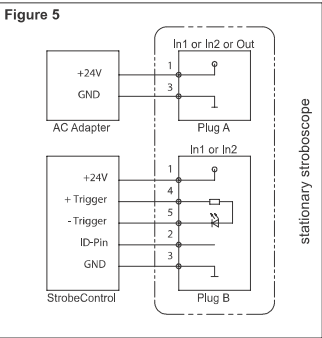 Figure 5
In1 or In2 or Out
+24V
1
GND
3
AC Adapter
Plug A
In1 or In2
+24V
1
+ Trigger
4
- Trigger
5
ID-Pin
2
GND
3
StrobeControl
Plug B
stationary stroboscope